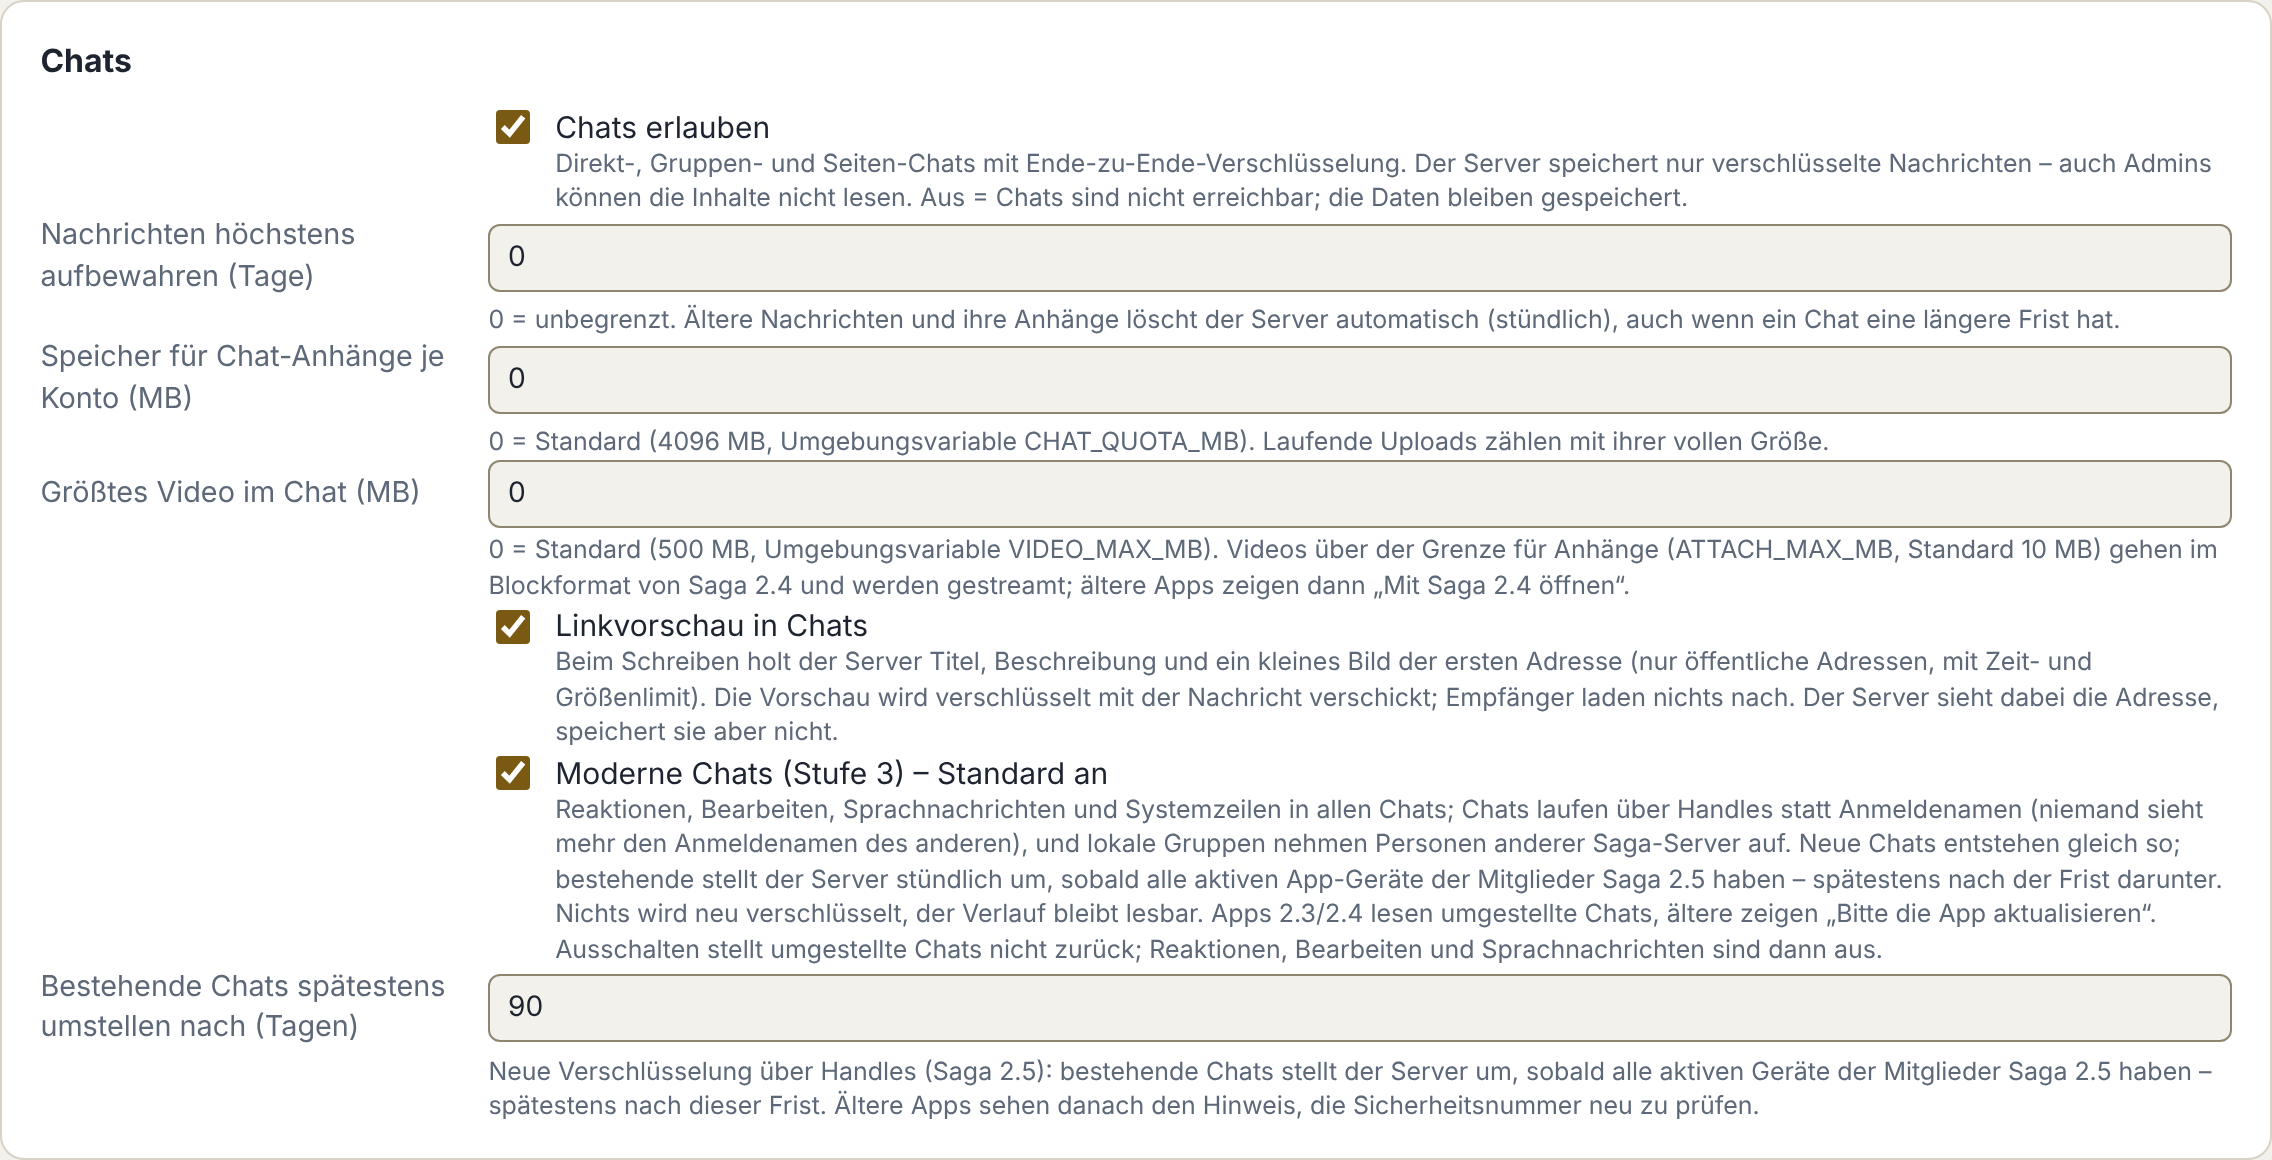 Chats
Chats erlauben
Direkt-, Gruppen- und Seiten-Chats mit Ende-zu-Ende-Verschlüsselung. Der Server speichert nur verschlüsselte Nachrichten – auch Admins
können die Inhalte nicht lesen. Aus = Chats sind nicht erreichbar; die Daten bleiben gespeichert.
Nachrichten höchstens
aufbewahren (Tage)
0
0 = unbegrenzt. Ältere Nachrichten und ihre Anhänge löscht der Server automatisch (stündlich), auch wenn ein Chat eine längere Frist hat.
Speicher für Chat-Anhänge je
Konto (MB)
0
0 = Standard (4096 MB, Umgebungsvariable CHAT_QUOTA_MB). Laufende Uploads zählen mit ihrer vollen Größe.
Größtes Video im Chat (MB)
0
0 = Standard (500 MB, Umgebungsvariable VIDEO_MAX_MB). Videos über der Grenze für Anhänge (ATTACH_MAX_MB, Standard 10 MB) gehen im
Blockformat von Saga 2.4 und werden gestreamt; ältere Apps zeigen dann „Mit Saga 2.4 öffnen“.
Linkvorschau in Chats
Beim Schreiben holt der Server Titel, Beschreibung und ein kleines Bild der ersten Adresse (nur öffentliche Adressen, mit Zeit- und
Größenlimit). Die Vorschau wird verschlüsselt mit der Nachricht verschickt; Empfänger laden nichts nach. Der Server sieht dabei die Adresse,
speichert sie aber nicht.
Moderne Chats (Stufe 3) – Standard an
Reaktionen, Bearbeiten, Sprachnachrichten und Systemzeilen in allen Chats; Chats laufen über Handles statt Anmeldenamen (niemand sieht
mehr den Anmeldenamen des anderen), und lokale Gruppen nehmen Personen anderer Saga-Server auf. Neue Chats entstehen gleich so;
bestehende stellt der Server stündlich um, sobald alle aktiven App-Geräte der Mitglieder Saga 2.5 haben – spätestens nach der Frist darunter.
Nichts wird neu verschlüsselt, der Verlauf bleibt lesbar. Apps 2.3/2.4 lesen umgestellte Chats, ältere zeigen „Bitte die App aktualisieren“.
Ausschalten stellt umgestellte Chats nicht zurück; Reaktionen, Bearbeiten und Sprachnachrichten sind dann aus.
Bestehende Chats spätestens
umstellen nach (Tagen)
90
Neue Verschlüsselung über Handles (Saga 2.5): bestehende Chats stellt der Server um, sobald alle aktiven Geräte der Mitglieder Saga 2.5 haben –
spätestens nach dieser Frist. Ältere Apps sehen danach den Hinweis, die Sicherheitsnummer neu zu prüfen.